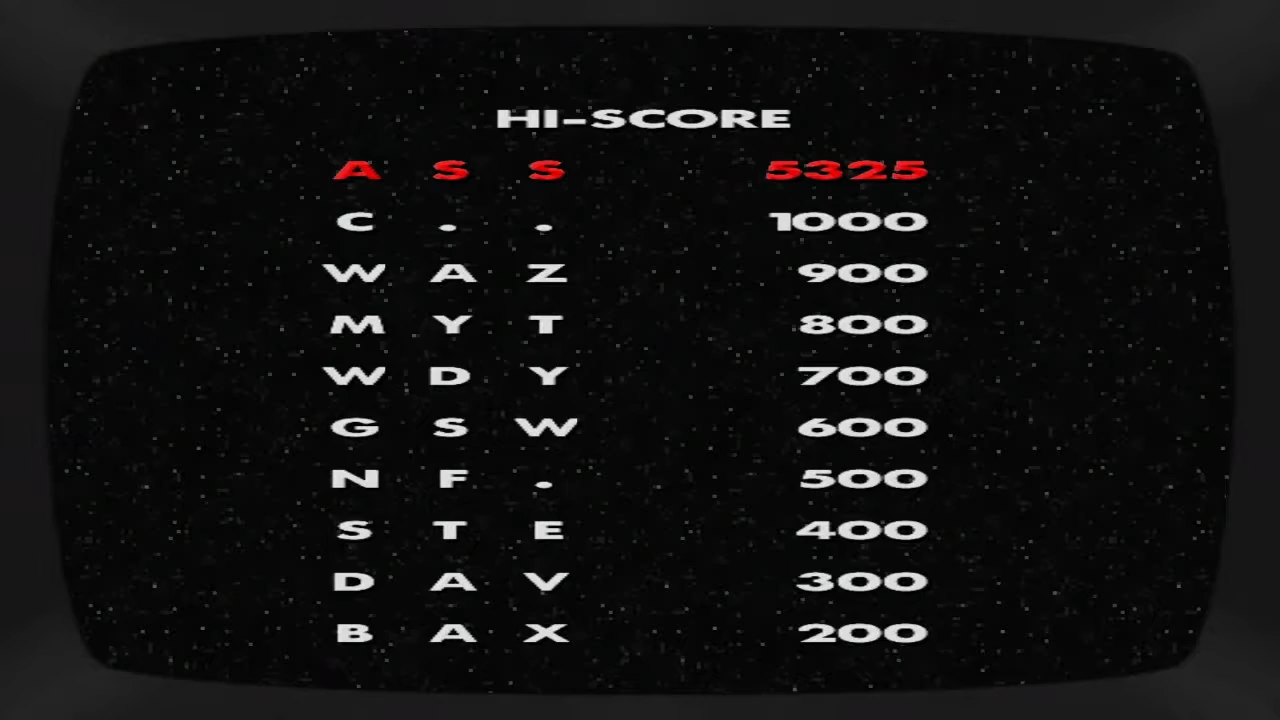 HI-SCORE
A S S 5325
C . . 1000
W A Z 900
M Y T 800
W D Y 700
G S W 600
N F . 500
S T E 400
D A V 300
B A X 200